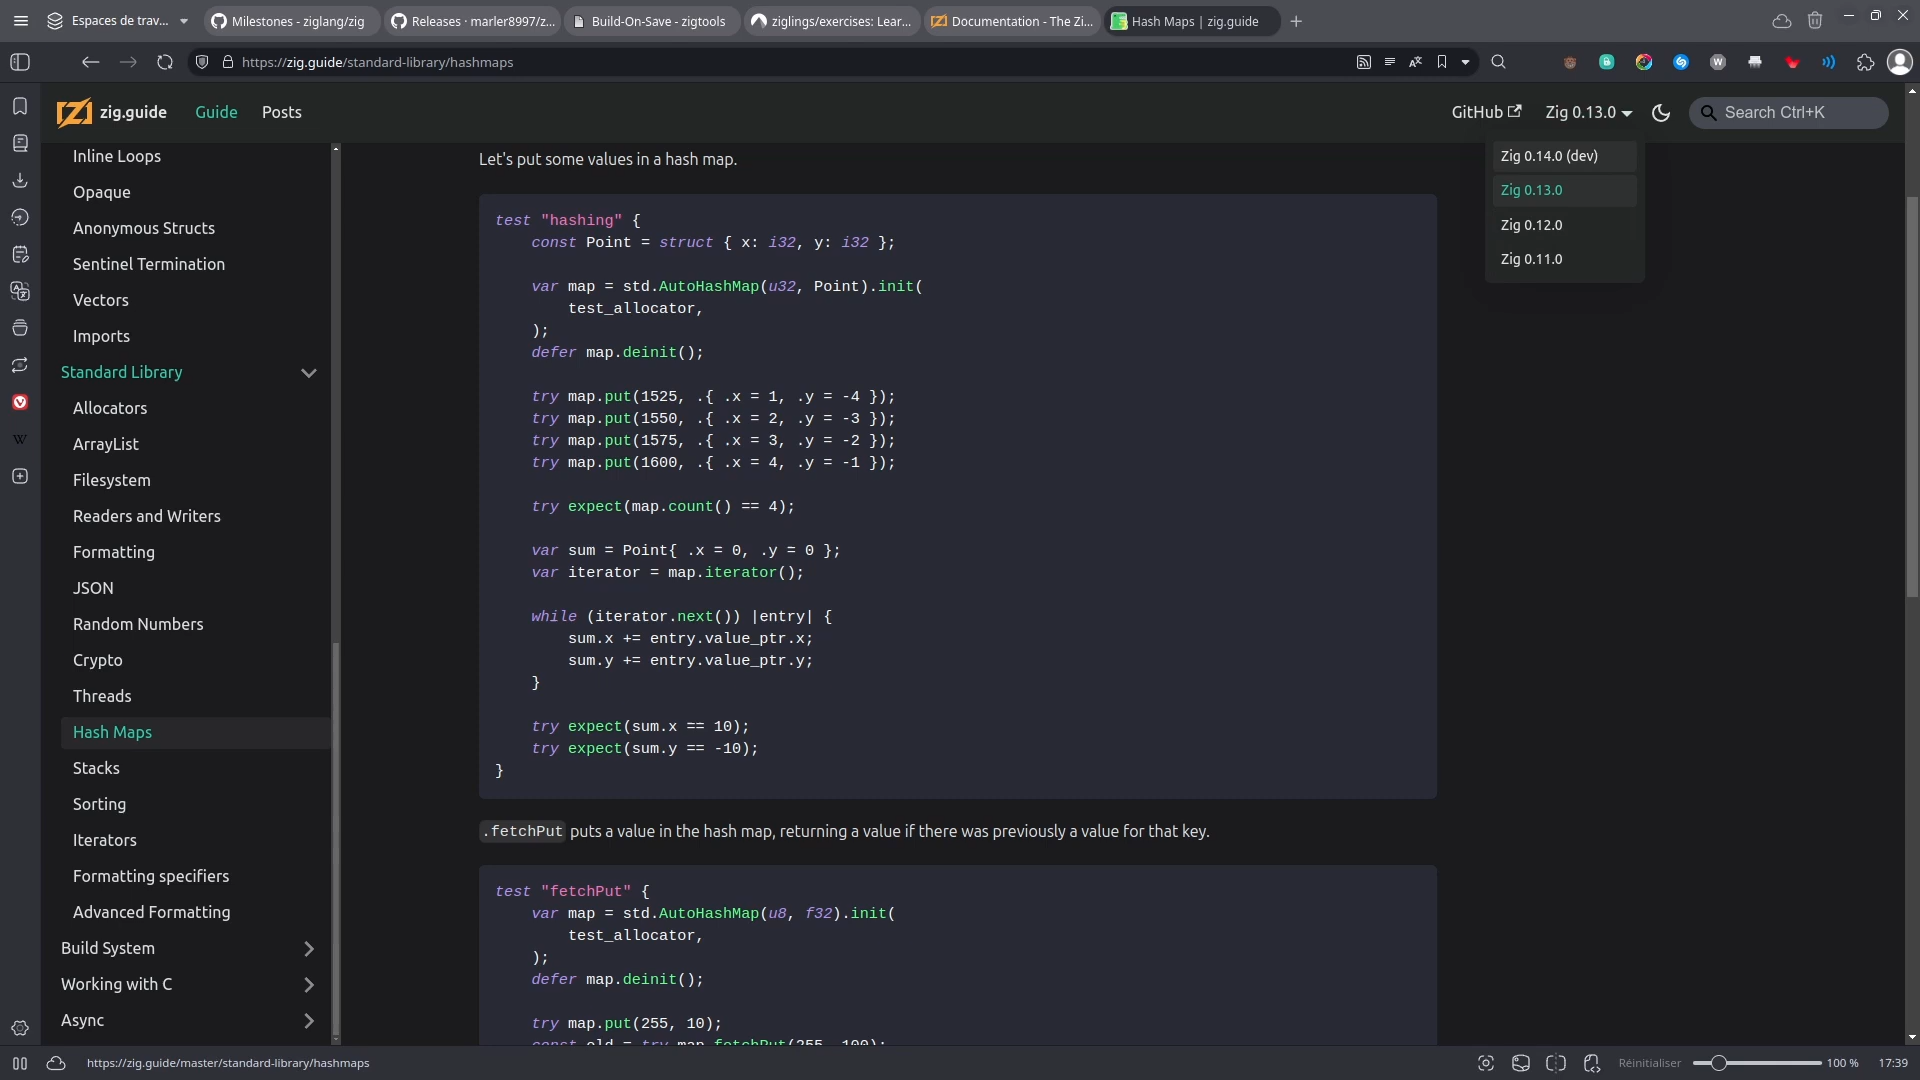 Espaces de trav...
Milestones - ziglang/zig
Releases · marler8997/z...
Build-On-Save - zigtools
ziglings/exercises: Lear...
Documentation - The Zi...
Hash Maps | zig.guide
https://zig.guide/standard-library/hashmaps
zig.guide
Guide
Posts
GitHub
Zig 0.13.0
Search Ctrl+K
Zig 0.14.0 (dev)
Zig 0.13.0
Zig 0.12.0
Zig 0.11.0
Inline Loops
Opaque
Anonymous Structs
Sentinel Termination
Vectors
Imports
Standard Library
Allocators
ArrayList
Filesystem
Readers and Writers
Formatting
JSON
Random Numbers
Crypto
Threads
Hash Maps
Stacks
Sorting
Iterators
Formatting specifiers
Advanced Formatting
Build System
Working with C
Async
Let's put some values in a hash map.
test "hashing" {
    const Point = struct { x: i32, y: i32 };

    var map = std.AutoHashMap(u32, Point).init(
        test_allocator,
    );
    defer map.deinit();

    try map.put(1525, .{ .x = 1, .y = -4 });
    try map.put(1550, .{ .x = 2, .y = -3 });
    try map.put(1575, .{ .x = 3, .y = -2 });
    try map.put(1600, .{ .x = 4, .y = -1 });

    try expect(map.count() == 4);

    var sum = Point{ .x = 0, .y = 0 };
    var iterator = map.iterator();

    while (iterator.next()) |entry| {
        sum.x += entry.value_ptr.x;
        sum.y += entry.value_ptr.y;
    }

    try expect(sum.x == 10);
    try expect(sum.y == -10);
}
.fetchPut puts a value in the hash map, returning a value if there was previously a value for that key.
test "fetchPut" {
    var map = std.AutoHashMap(u8, f32).init(
        test_allocator,
    );
    defer map.deinit();

    try map.put(255, 10);
    const old = try map.fetchPut(255, 100);
https://zig.guide/master/standard-library/hashmaps
Réinitialiser
100 %
17:39